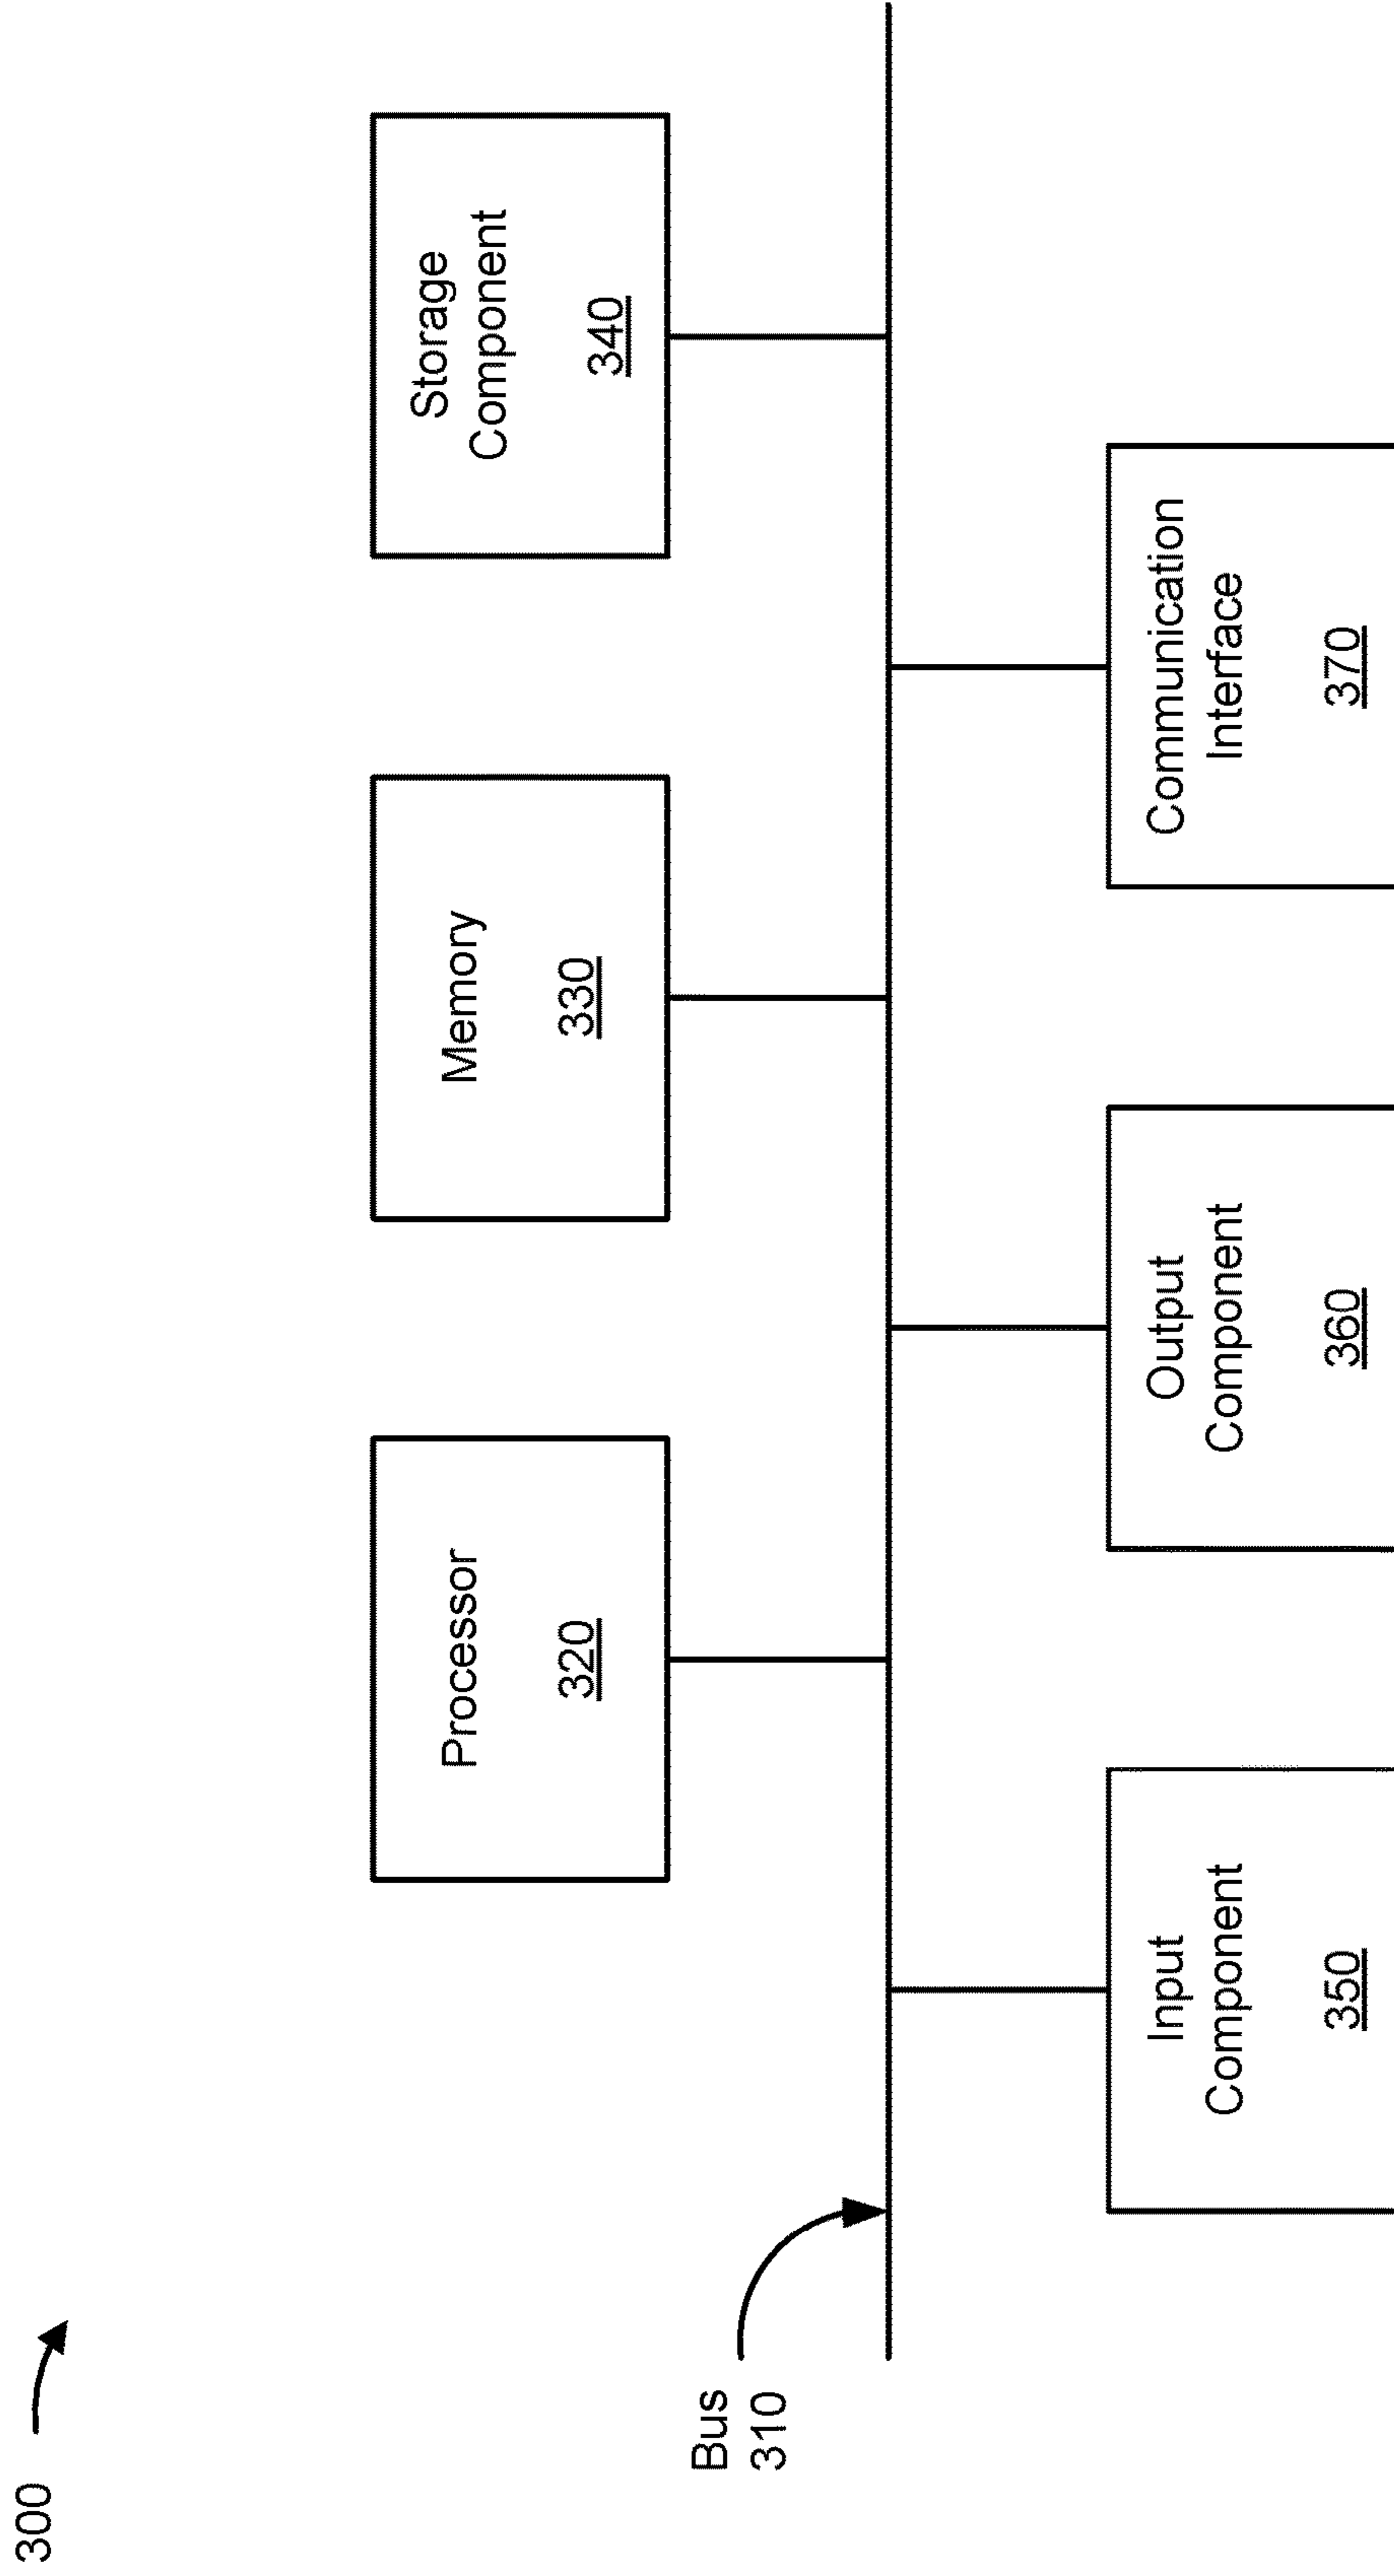 300
Bus
310
Processor
320
Memory
330
Storage
Component
340
Input
Component
350
Output
Component
360
Communication
Interface
370